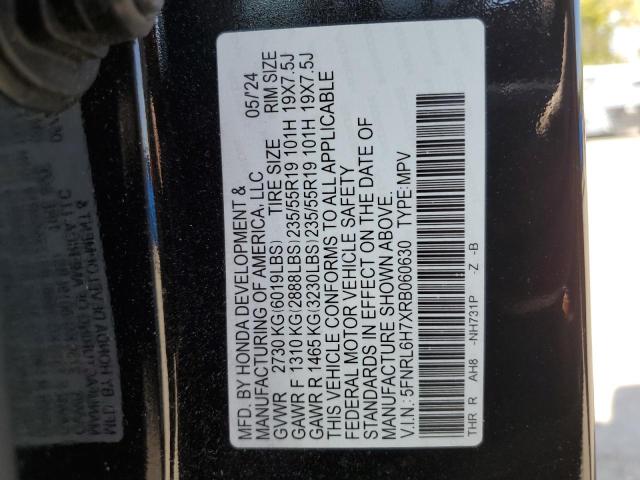 MFD. BY HONDA DEVELOPMENT &
MANUFACTURING OF AMERICA, LLC 05/'24
GVWR 2730 KG (6019LBS) TIRE SIZE RIM SIZE
GAWR F 1310 KG (2888LBS) 235/55R19 101H 19X7.5J
GAWR R 1465 KG (3230LBS) 235/55R19 101H 19X7.5J
THIS VEHICLE CONFORMS TO ALL APPLICABLE
FEDERAL MOTOR VEHICLE SAFETY
STANDARDS IN EFFECT ON THE DATE OF
MANUFACTURE SHOWN ABOVE.
V.I.N.: 5FNRL6H7XRB060630 TYPE: MPV
THR R AH8 -NH731P -Z -B